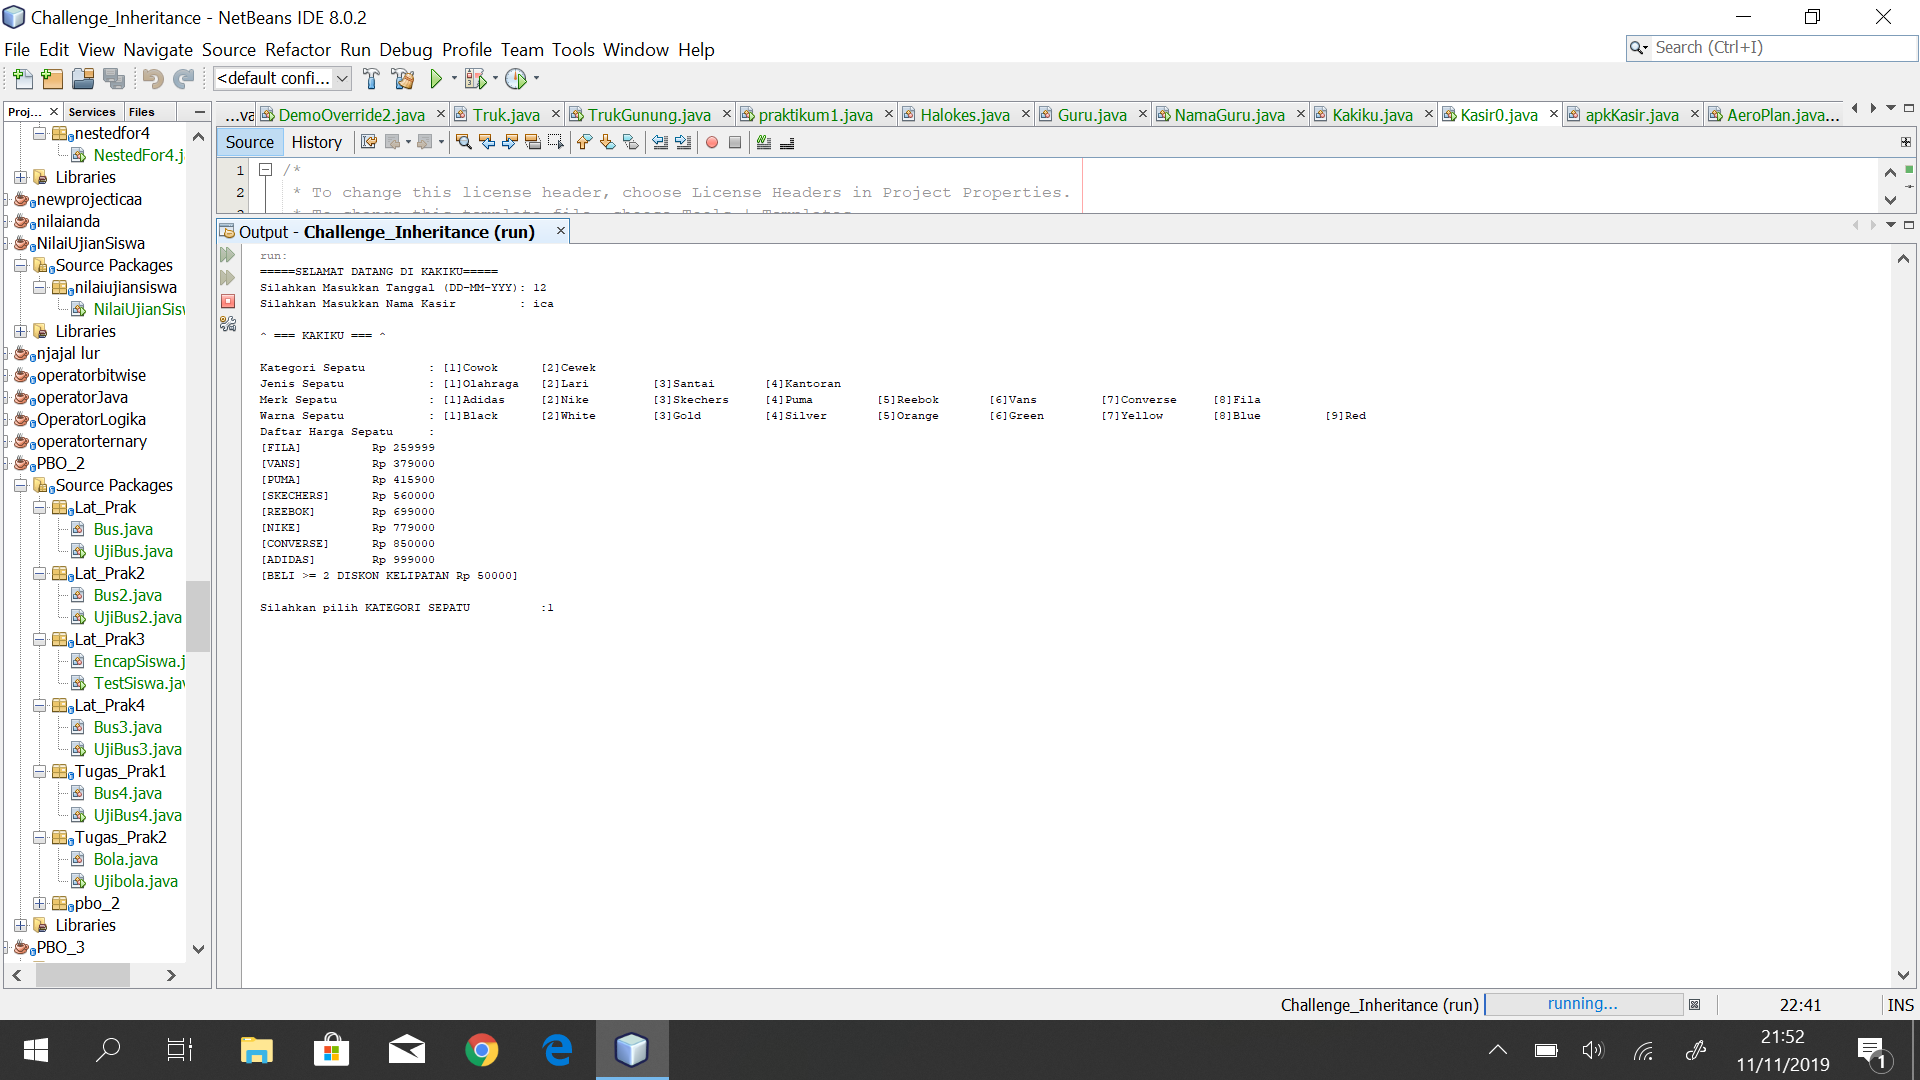 Challenge_Inheritance - NetBeans IDE 8.0.2
File Edit View Navigate Source Refactor Run Debug Profile Team Tools Window Help
Search (Ctrl+I)
<default confi...
Proj... Services Files
...va DemoOverride2.java Truk.java TrukGunung.java praktikum1.java Halokes.java Guru.java NamaGuru.java Kakiku.java Kasir0.java apkKasir.java AeroPlan.java...
Source History
1 /*
2 * To change this license header, choose License Headers in Project Properties.
* To change this template file, choose Tools | Templates
nestedfor4
NestedFor4.j
Libraries
newprojecticaa
nilaianda
NilaiUjianSiswa
Source Packages
nilaiujiansiswa
NilaiUjianSisw
Libraries
njajal lur
operatorbitwise
operatorJava
OperatorLogika
operatorternary
PBO_2
Source Packages
Lat_Prak
Bus.java
UjiBus.java
Lat_Prak2
Bus2.java
UjiBus2.java
Lat_Prak3
EncapSiswa.j
TestSiswa.jav
Lat_Prak4
Bus3.java
UjiBus3.java
Tugas_Prak1
Bus4.java
UjiBus4.java
Tugas_Prak2
Bola.java
Ujibola.java
pbo_2
Libraries
PBO_3
Output - Challenge_Inheritance (run)
run:
=====SELAMAT DATANG DI KAKIKU=====
Silahkan Masukkan Tanggal (DD-MM-YYY): 12
Silahkan Masukkan Nama Kasir : ica
^ === KAKIKU === ^
Kategori Sepatu : [1]Cowok [2]Cewek
Jenis Sepatu : [1]Olahraga [2]Lari [3]Santai [4]Kantoran
Merk Sepatu : [1]Adidas [2]Nike [3]Skechers [4]Puma [5]Reebok [6]Vans [7]Converse [8]Fila
Warna Sepatu : [1]Black [2]White [3]Gold [4]Silver [5]Orange [6]Green [7]Yellow [8]Blue [9]Red
Daftar Harga Sepatu :
[FILA] Rp 259999
[VANS] Rp 379000
[PUMA] Rp 415900
[SKECHERS] Rp 560000
[REEBOK] Rp 699000
[NIKE] Rp 779000
[CONVERSE] Rp 850000
[ADIDAS] Rp 999000
[BELI >= 2 DISKON KELIPATAN Rp 50000]
Silahkan pilih KATEGORI SEPATU :1
Challenge_Inheritance (run) running... 22:41 INS
21:52
11/11/2019
1